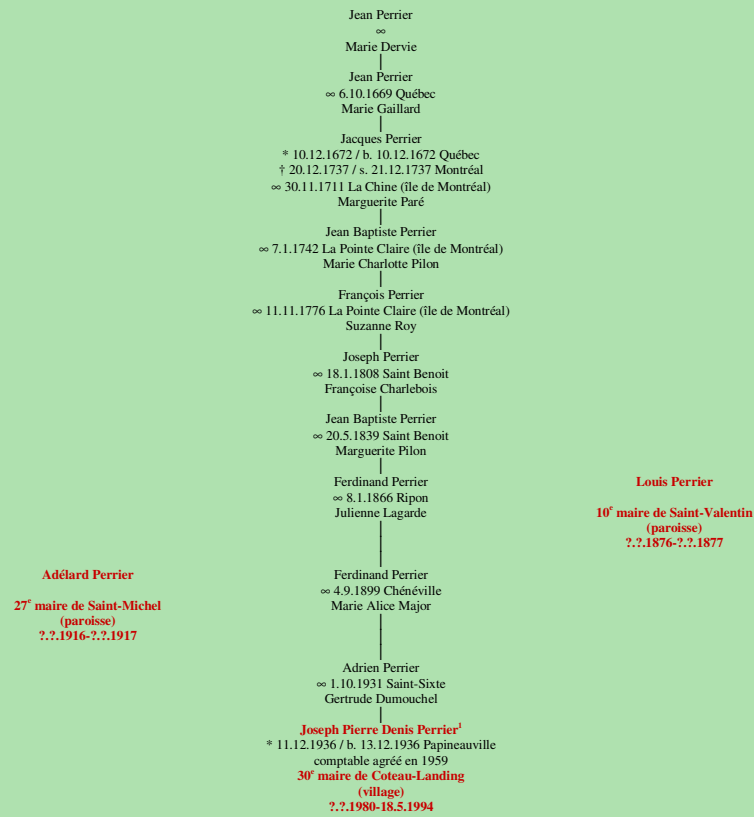 Jean Perrier
∞
Marie Dervie
Jean Perrier
∞ 6.10.1669 Québec
Marie Gaillard
Jacques Perrier
* 10.12.1672 / b. 10.12.1672 Québec
† 20.12.1737 / s. 21.12.1737 Montréal
∞ 30.11.1711 La Chine (île de Montréal)
Marguerite Paré
Jean Baptiste Perrier
∞ 7.1.1742 La Pointe Claire (île de Montréal)
Marie Charlotte Pilon
François Perrier
∞ 11.11.1776 La Pointe Claire (île de Montréal)
Suzanne Roy
Joseph Perrier
∞ 18.1.1808 Saint Benoit
Françoise Charlebois
Jean Baptiste Perrier
∞ 20.5.1839 Saint Benoit
Marguerite Pilon
Ferdinand Perrier
∞ 8.1.1866 Ripon
Julienne Lagarde
Louis Perrier
10e maire de Saint-Valentin
(paroisse)
?.?.1876-?.?.1877
Adélard Perrier
27e maire de Saint-Michel
(paroisse)
?.?.1916-?.?.1917
Ferdinand Perrier
∞ 4.9.1899 Chénéville
Marie Alice Major
Adrien Perrier
∞ 1.10.1931 Saint-Sixte
Gertrude Dumouchel
Joseph Pierre Denis Perrier¹
* 11.12.1936 / b. 13.12.1936 Papineauville
comptable agréé en 1959
30e maire de Coteau-Landing
(village)
?.?.1980-18.5.1994